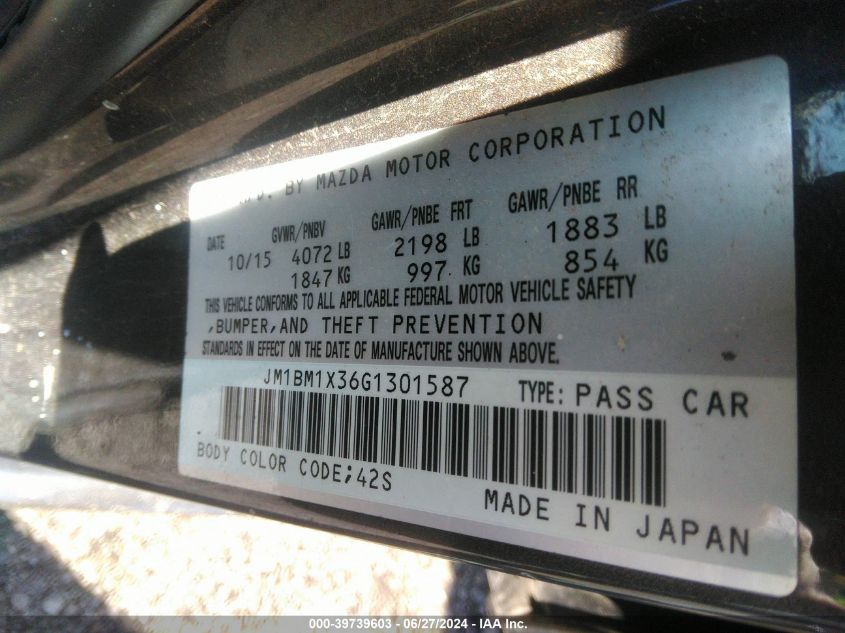 MFD. BY MAZDA MOTOR CORPORATION
DATE GVWR/PNBV GAWR/PNBE FRT GAWR/PNBE RR
10/15 4072 LB 2198 LB 1883 LB
1847 KG 997 KG 854 KG
THIS VEHICLE CONFORMS TO ALL APPLICABLE FEDERAL MOTOR VEHICLE SAFETY
,BUMPER,AND THEFT PREVENTION
STANDARDS IN EFFECT ON THE DATE OF MANUFACTURE SHOWN ABOVE.
JM1BM1X36G1301587 TYPE: PASS CAR
BODY COLOR CODE;42S
MADE IN JAPAN
000-39739603 / 06/27/2024 - IAA Inc.